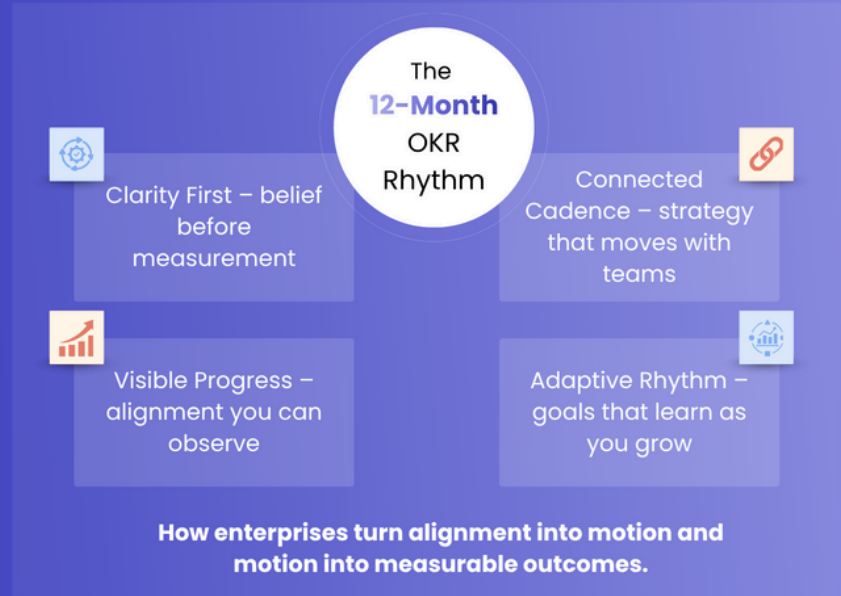 The
12-Month
OKR
Rhythm
Clarity First – belief
before
measurement
Connected
Cadence – strategy
that moves with
teams
Visible Progress –
alignment you can
observe
Adaptive Rhythm –
goals that learn as
you grow
How enterprises turn alignment into motion and
motion into measurable outcomes.